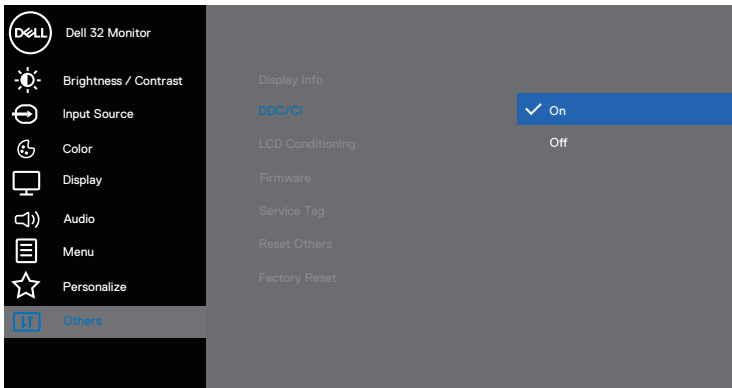 DELL
Dell 32 Monitor
Brightness / Contrast
Input Source
Color
Display
Audio
Menu
Personalize
Others
Display Info
DDC/CI
LCD Conditioning
Firmware
Service Tag
Reset Others
Factory Reset
On
Off